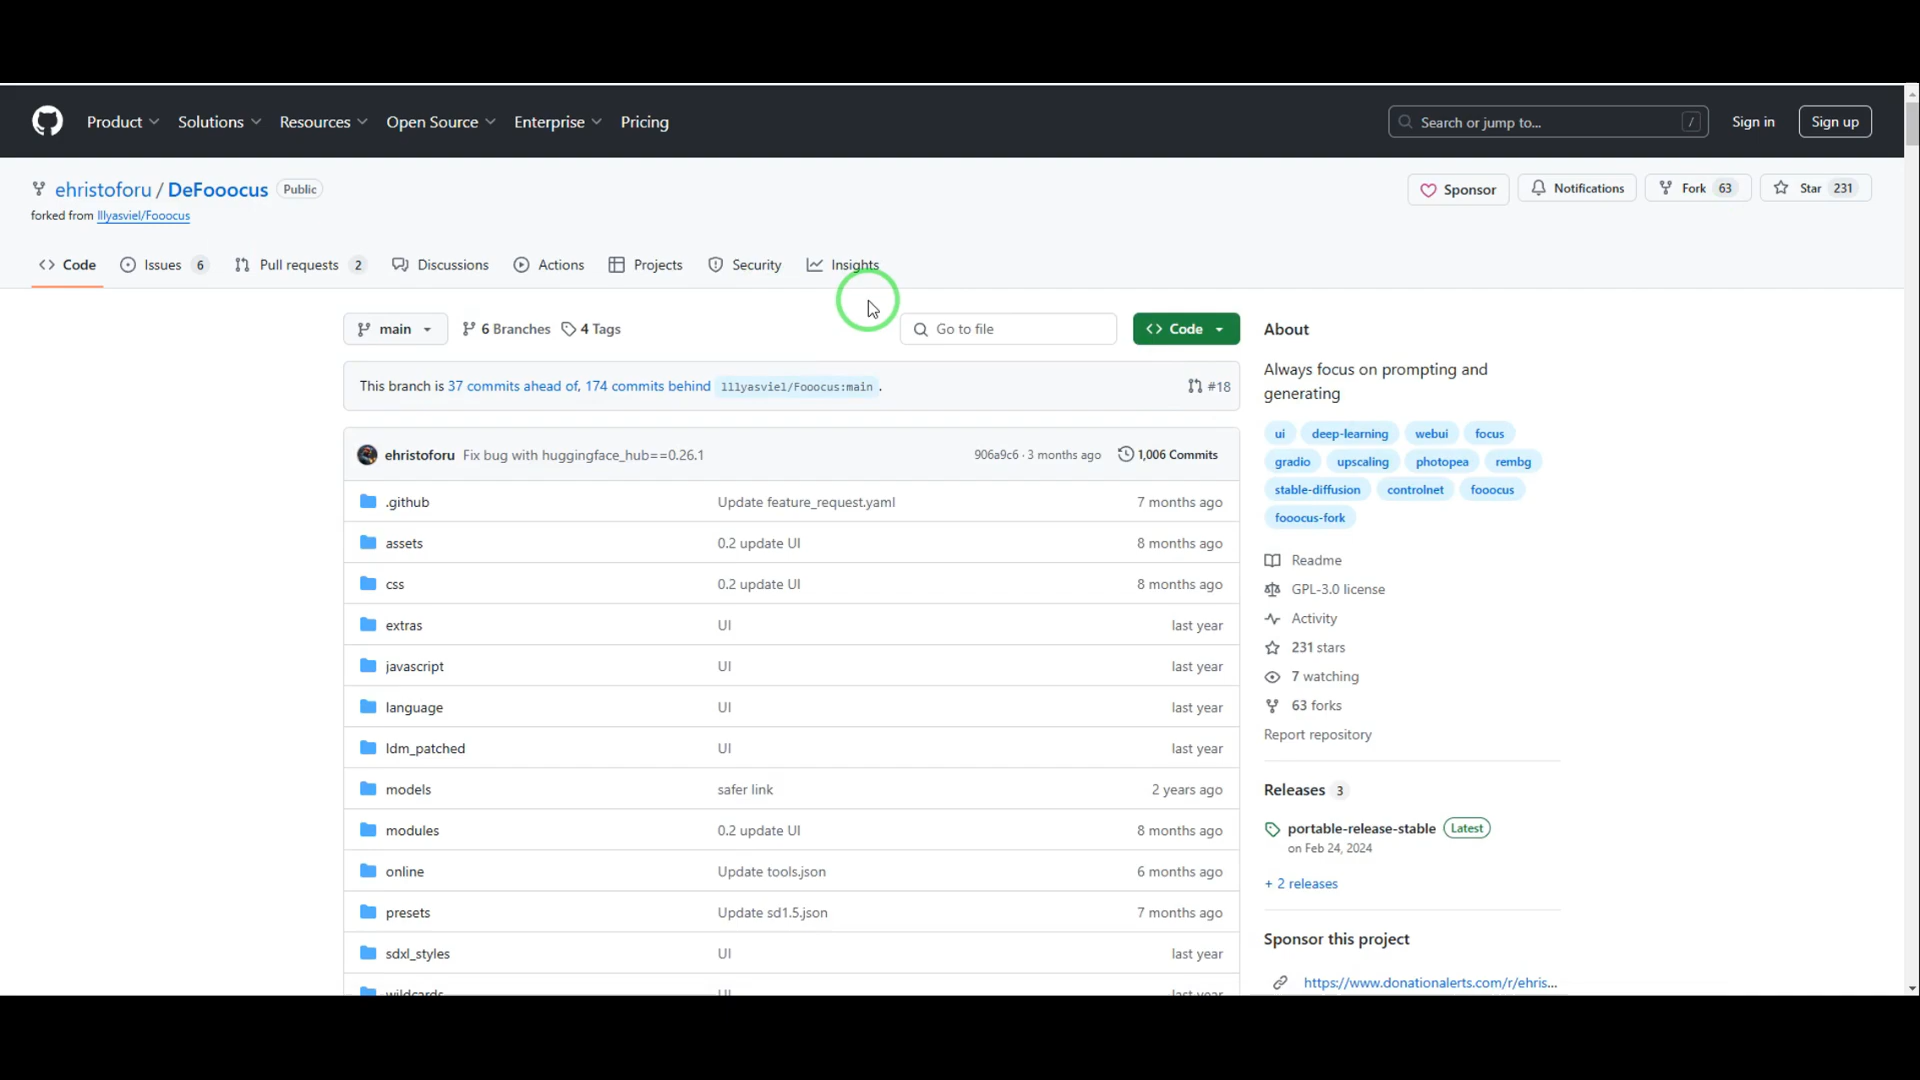 Product Solutions Resources Open Source Enterprise Pricing Search or jump to... / Sign in Sign up
ehristoforu / DeFooocus Public Sponsor Notifications Fork 63 Star 231
forked from lllyasviel/Fooocus
Code Issues 6 Pull requests 2 Discussions Actions Projects Security Insights
main 6 Branches 4 Tags Go to file Code About
Always focus on prompting and
generating
This branch is 37 commits ahead of, 174 commits behind lllyasviel/Fooocus:main . #18
ui deep-learning webui focus
ehristoforu Fix bug with huggingface_hub==0.26.1 906a9c6 · 3 months ago 1,006 Commits
gradio upscaling photopea rembg
stable-diffusion controlnet fooocus
.github Update feature_request.yaml 7 months ago
fooocus-fork
assets 0.2 update UI 8 months ago
Readme
css 0.2 update UI 8 months ago
GPL-3.0 license
Activity
extras UI last year
231 stars
javascript UI last year
7 watching
language UI last year
63 forks
Report repository
ldm_patched UI last year
models safer link 2 years ago
Releases 3
modules 0.2 update UI 8 months ago
portable-release-stable Latest
on Feb 24, 2024
online Update tools.json 6 months ago
+ 2 releases
presets Update sd1.5.json 7 months ago
Sponsor this project
sdxl_styles UI last year
https://www.donationalerts.com/r/ehris...
wildcards UI last year